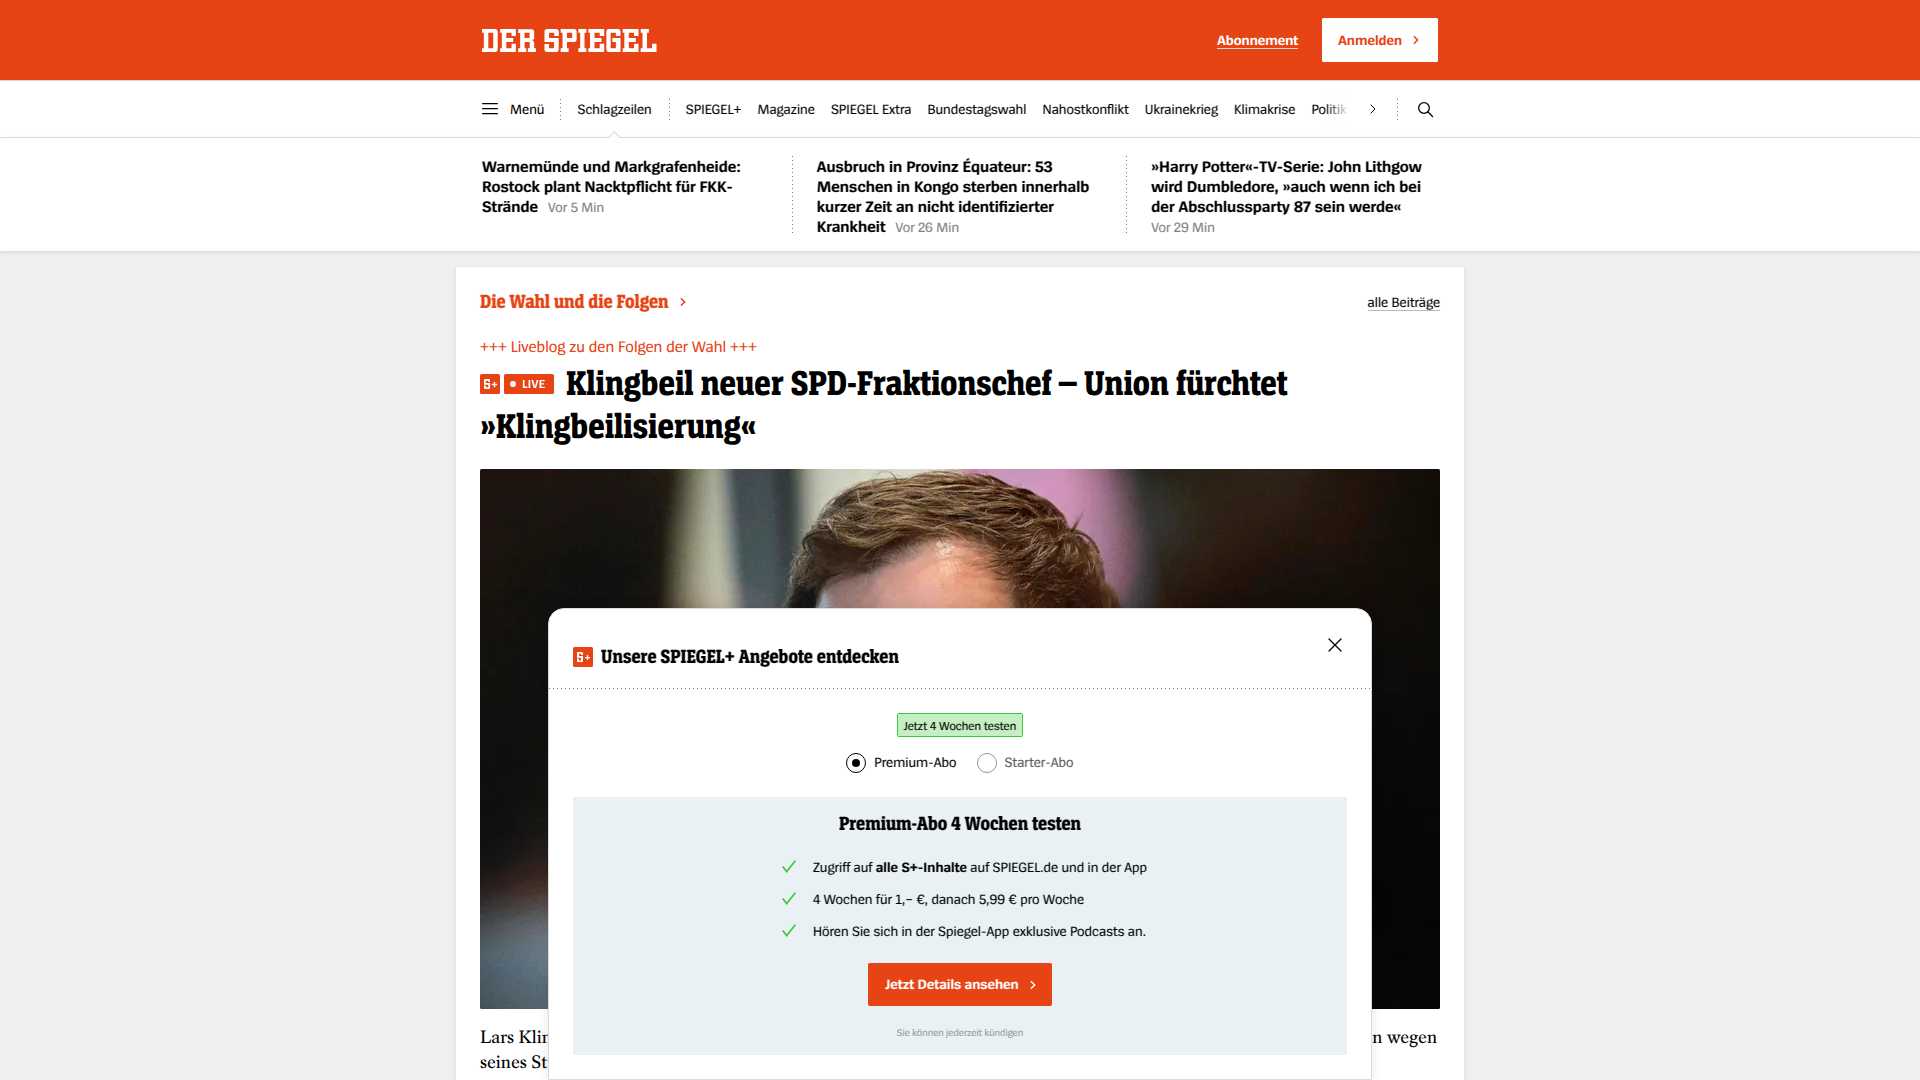 DER SPIEGEL
Abonnement
Anmelden
Menü
Schlagzeilen
SPIEGEL+
Magazine
SPIEGEL Extra
Bundestagswahl
Nahostkonflikt
Ukrainekrieg
Klimakrise
Politik
Warnemünde und Markgrafenheide:
Rostock plant Nacktpflicht für FKK-
Strände Vor 5 Min
Ausbruch in Provinz Équateur: 53
Menschen in Kongo sterben innerhalb
kurzer Zeit an nicht identifizierter
Krankheit Vor 26 Min
»Harry Potter«-TV-Serie: John Lithgow
wird Dumbledore, »auch wenn ich bei
der Abschlussparty 87 sein werde«
Vor 29 Min
Die Wahl und die Folgen
alle Beiträge
+++ Liveblog zu den Folgen der Wahl +++
S+ LIVE Klingbeil neuer SPD-Fraktionschef – Union fürchtet
»Klingbeilisierung«
S+ Unsere SPIEGEL+ Angebote entdecken
Jetzt 4 Wochen testen
Premium-Abo
Starter-Abo
Premium-Abo 4 Wochen testen
Zugriff auf alle S+-Inhalte auf SPIEGEL.de und in der App
4 Wochen für 1,– €, danach 5,99 € pro Woche
Hören Sie sich in der Spiegel-App exklusive Podcasts an.
Jetzt Details ansehen
Sie können jederzeit kündigen
Lars Klin
n wegen
seines St